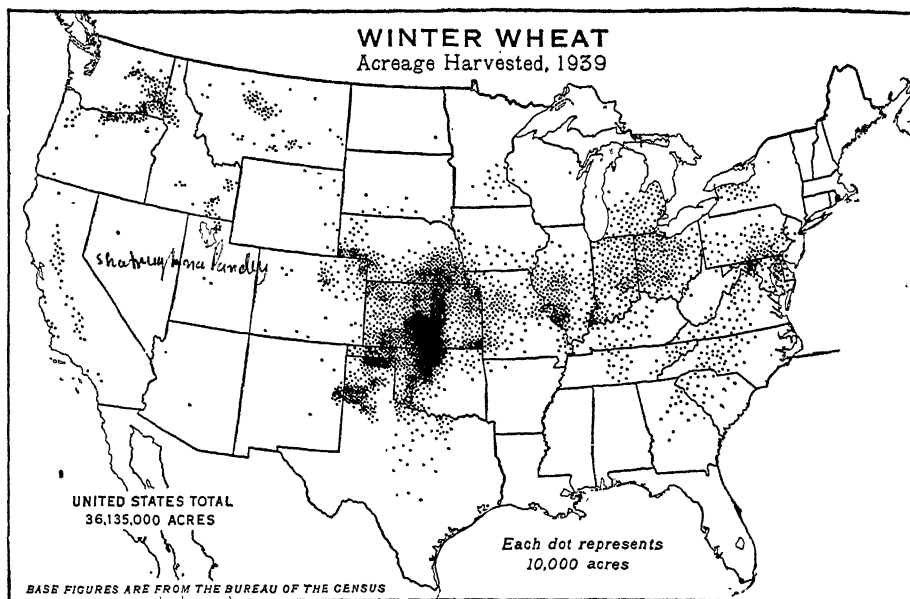 WINTER WHEAT
Acreage Harvested, 1939
UNITED STATES TOTAL
36,135,000 ACRES
Each dot represents
10,000 acres
BASE FIGURES ARE FROM THE BUREAU OF THE CENSUS